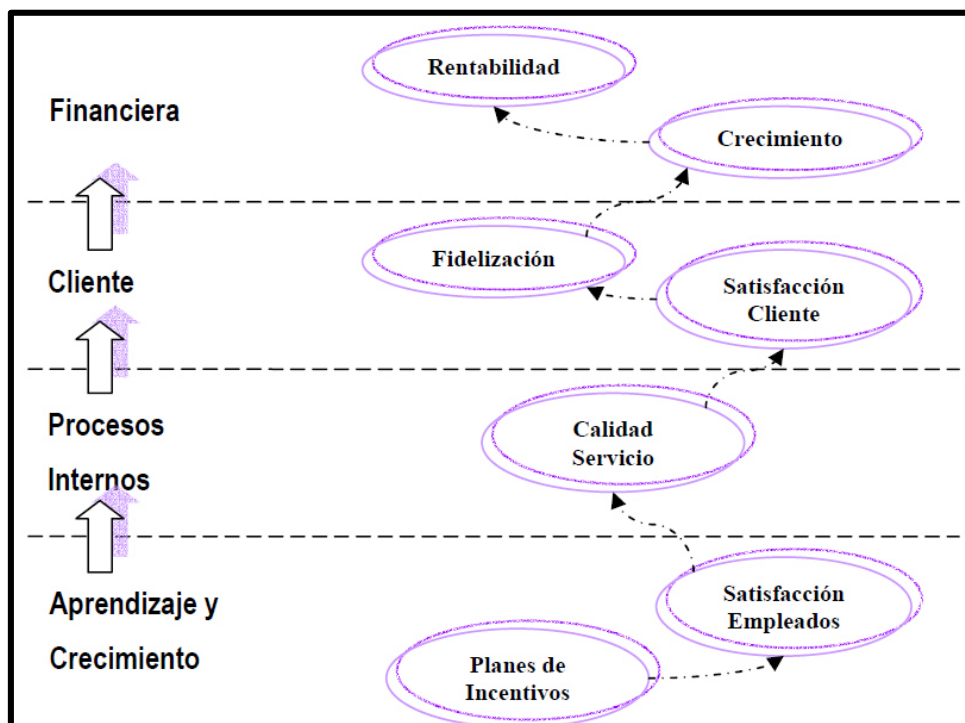 Rentabilidad
Financiera
Crecimiento
Fidelización
Cliente
Satisfacción
Cliente
Procesos
Internos
Calidad
Servicio
Aprendizaje y
Crecimiento
Satisfacción
Empleados
Planes de
Incentivos